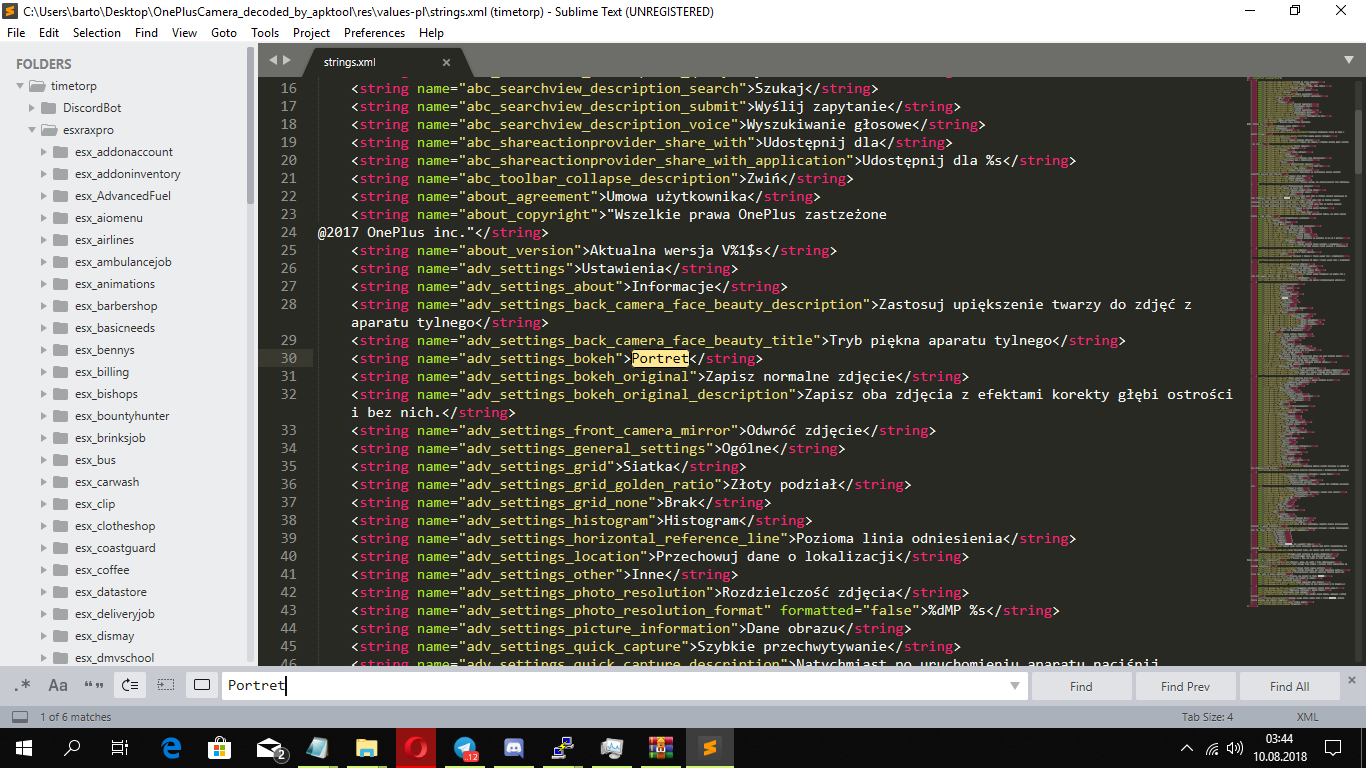 C:\Users\barto\Desktop\OnePlusCamera_decoded_by_apktool\res\values-pl\strings.xml (timetorp) - Sublime Text (UNREGISTERED)
File Edit Selection Find View Goto Tools Project Preferences Help
FOLDERS
timetorp
DiscordBot
esxraxpro
esx_addonaccount
esx_addoninventory
esx_AdvancedFuel
esx_aiomenu
esx_airlines
esx_ambulancejob
esx_animations
esx_barbershop
esx_basicneeds
esx_bennys
esx_billing
esx_bishops
esx_bountyhunter
esx_brinksjob
esx_bus
esx_carwash
esx_clip
esx_clotheshop
esx_coastguard
esx_coffee
esx_datastore
esx_deliveryjob
esx_dismay
esx_dmvschool
strings.xml
16 <string name="abc_searchview_description_search">Szukaj</string>
17 <string name="abc_searchview_description_submit">Wyślij zapytanie</string>
18 <string name="abc_searchview_description_voice">Wyszukiwanie głosowe</string>
19 <string name="abc_shareactionprovider_share_with">Udostępnij dla</string>
20 <string name="abc_shareactionprovider_share_with_application">Udostępnij dla %s</string>
21 <string name="abc_toolbar_collapse_description">Zwiń</string>
22 <string name="about_agreement">Umowa użytkownika</string>
23 <string name="about_copyright">"Wszelkie prawa OnePlus zastzeżone
24 @2017 OnePlus inc."</string>
25 <string name="about_version">Aktualna wersja V%1$s</string>
26 <string name="adv_settings">Ustawienia</string>
27 <string name="adv_settings_about">Informacje</string>
28 <string name="adv_settings_back_camera_face_beauty_description">Zastosuj upiększenie twarzy do zdjęć z
aparatu tylnego</string>
29 <string name="adv_settings_back_camera_face_beauty_title">Tryb piękna aparatu tylnego</string>
30 <string name="adv_settings_bokeh">Portret</string>
31 <string name="adv_settings_bokeh_original">Zapisz normalne zdjęcie</string>
32 <string name="adv_settings_bokeh_original_description">Zapisz oba zdjęcia z efektami korekty głębi ostrości
i bez nich.</string>
33 <string name="adv_settings_front_camera_mirror">Odwróć zdjęcie</string>
34 <string name="adv_settings_general_settings">Ogólne</string>
35 <string name="adv_settings_grid">Siatka</string>
36 <string name="adv_settings_grid_golden_ratio">Złoty podział</string>
37 <string name="adv_settings_grid_none">Brak</string>
38 <string name="adv_settings_histogram">Histogram</string>
39 <string name="adv_settings_horizontal_reference_line">Pozioma linia odniesienia</string>
40 <string name="adv_settings_location">Przechowuj dane o lokalizacji</string>
41 <string name="adv_settings_other">Inne</string>
42 <string name="adv_settings_photo_resolution">Rozdzielczość zdjęcia</string>
43 <string name="adv_settings_photo_resolution_format" formatted="false">%dMP %s</string>
44 <string name="adv_settings_picture_information">Dane obrazu</string>
45 <string name="adv_settings_quick_capture">Szybkie przechwytywanie</string>
46 <string name="adv_settings_quick_capture_description">Natychmiast po uruchomieniu aparatu naciśnij
.* Aa “” Portret Find Find Prev Find All
1 of 6 matches Tab Size: 4 XML
2
12
03:44
10.08.2018